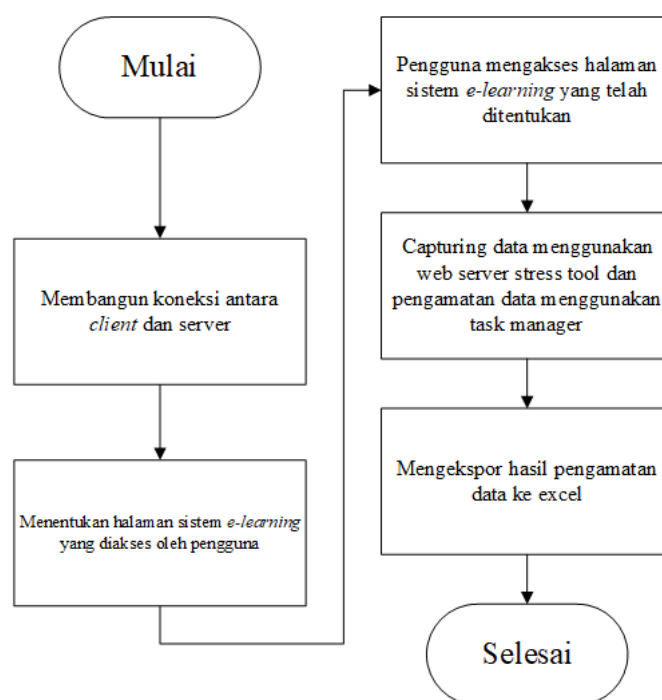 Mulai
Membangun koneksi antara
client dan server
Menentukan halaman sistem e-learning
yang diakses oleh pengguna
Pengguna mengakses halaman
sistem e-learning yang telah
ditentukan
Capturing data menggunakan
web server stress tool dan
pengamatan data menggunakan
task manager
Mengekspor hasil pengamatan
data ke excel
Selesai